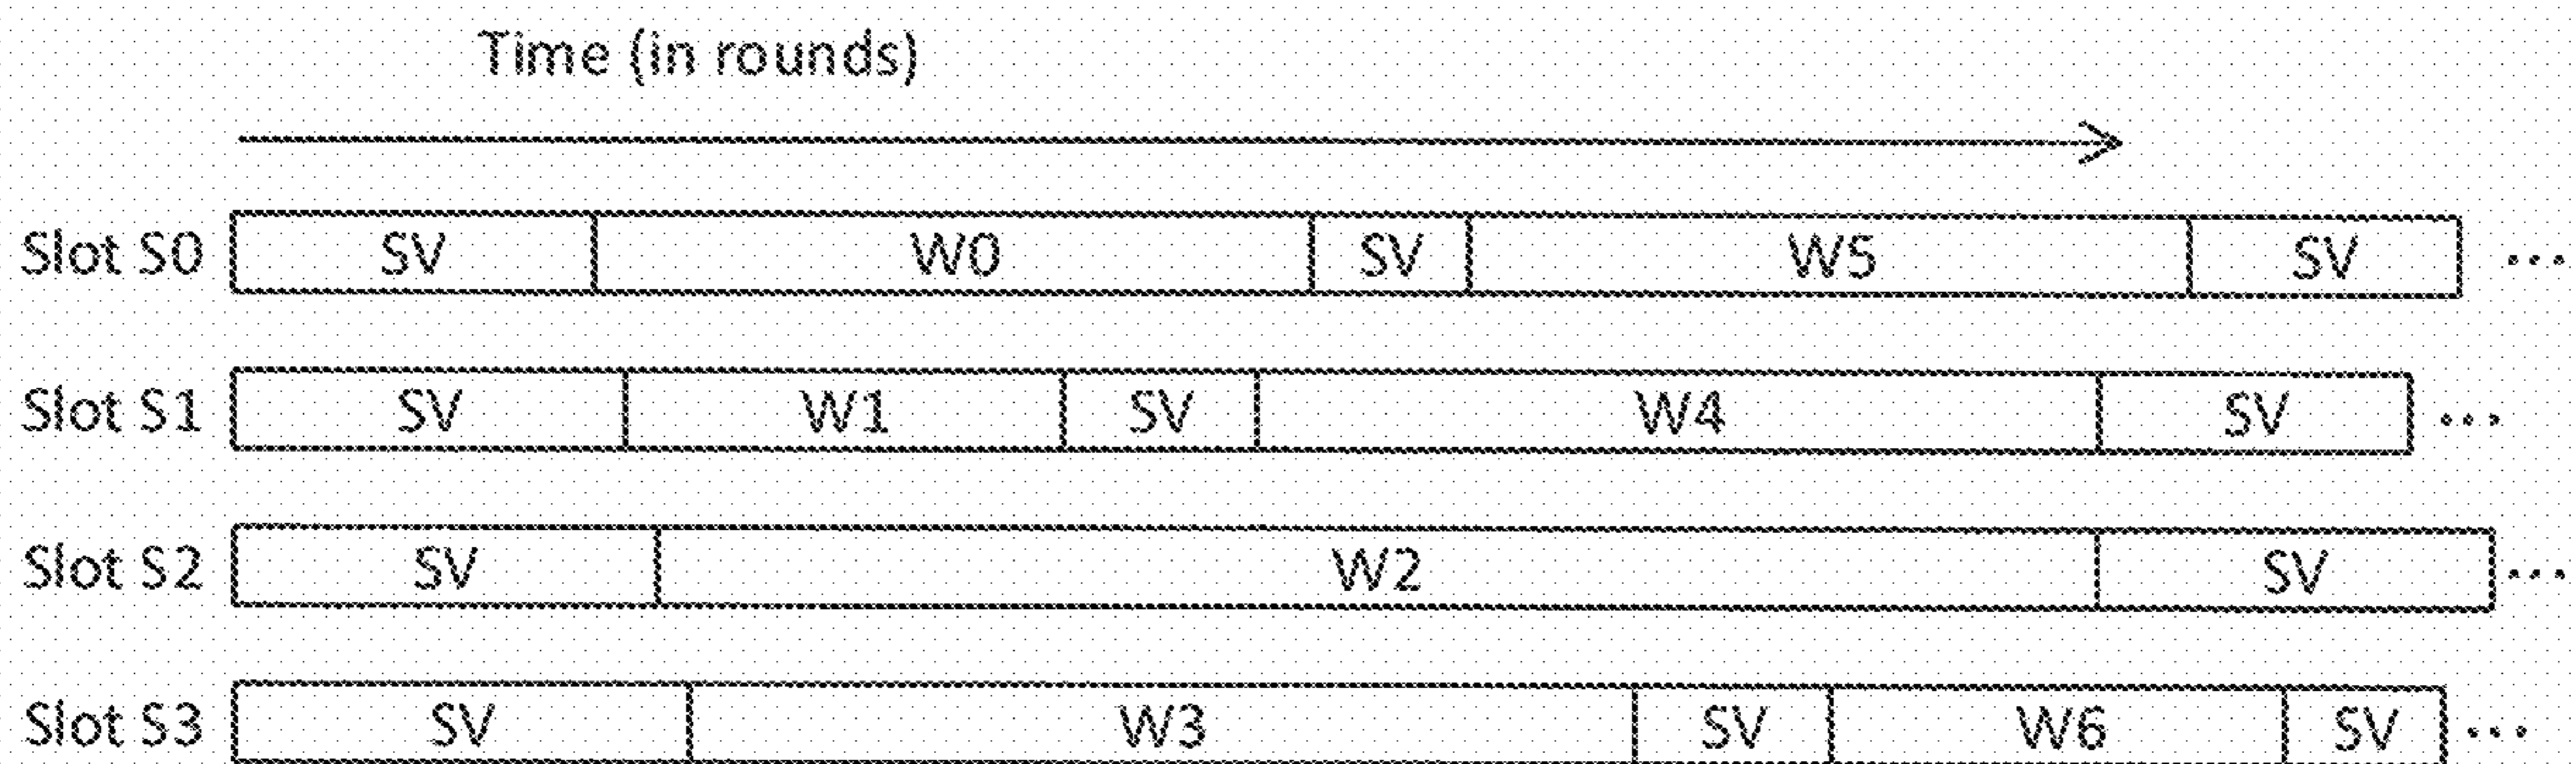 Time (in rounds)
Slot S0 SV W0 SV W5 SV ...
Slot S1 SV W1 SV W4 SV ...
Slot S2 SV W2 SV ...
Slot S3 SV W3 SV W6 SV ...